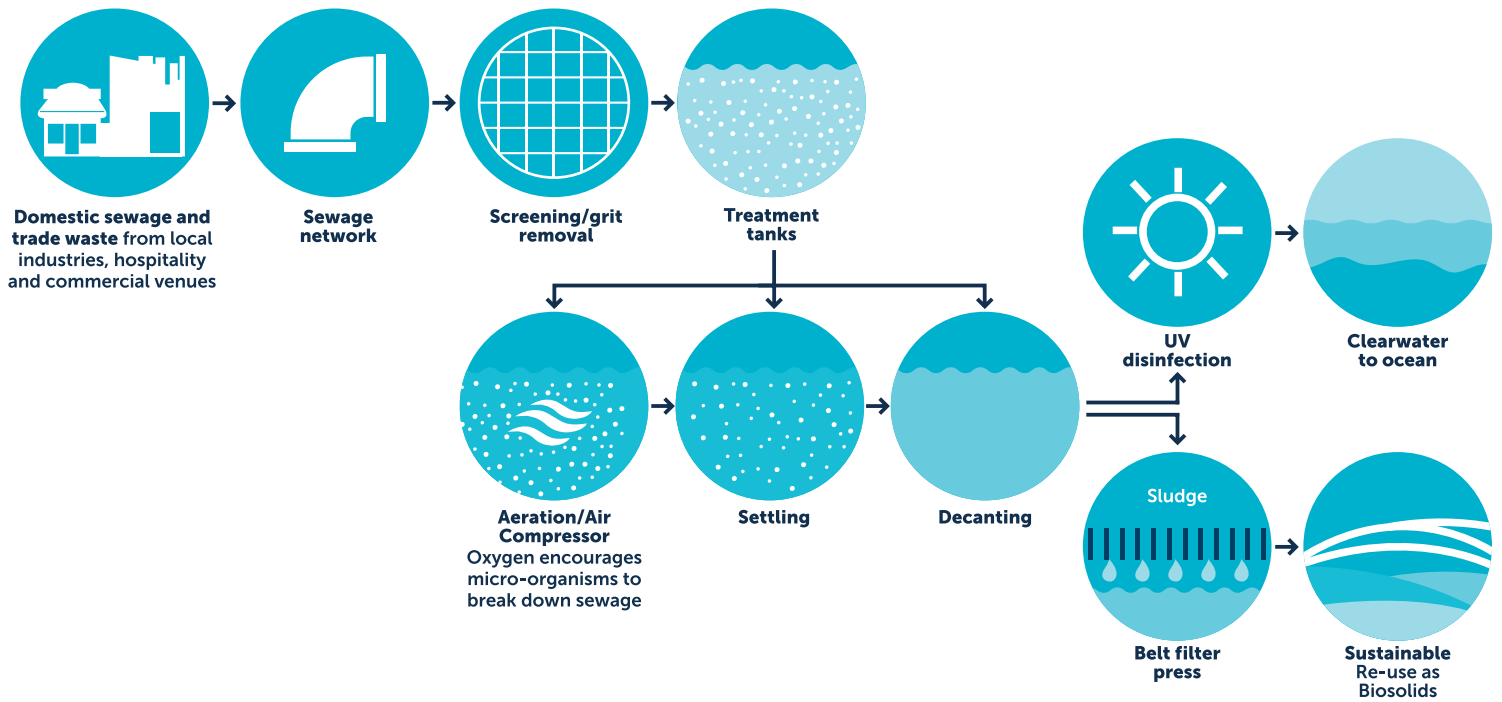 Domestic sewage and
trade waste from local
industries, hospitality
and commercial venues
Sewage
network
Screening/grit
removal
Treatment
tanks
Aeration/Air
Compressor
Oxygen encourages
micro-organisms to
break down sewage
Settling
Decanting
UV
disinfection
Clearwater
to ocean
Sludge
Belt filter
press
Sustainable
Re-use as
Biosolids